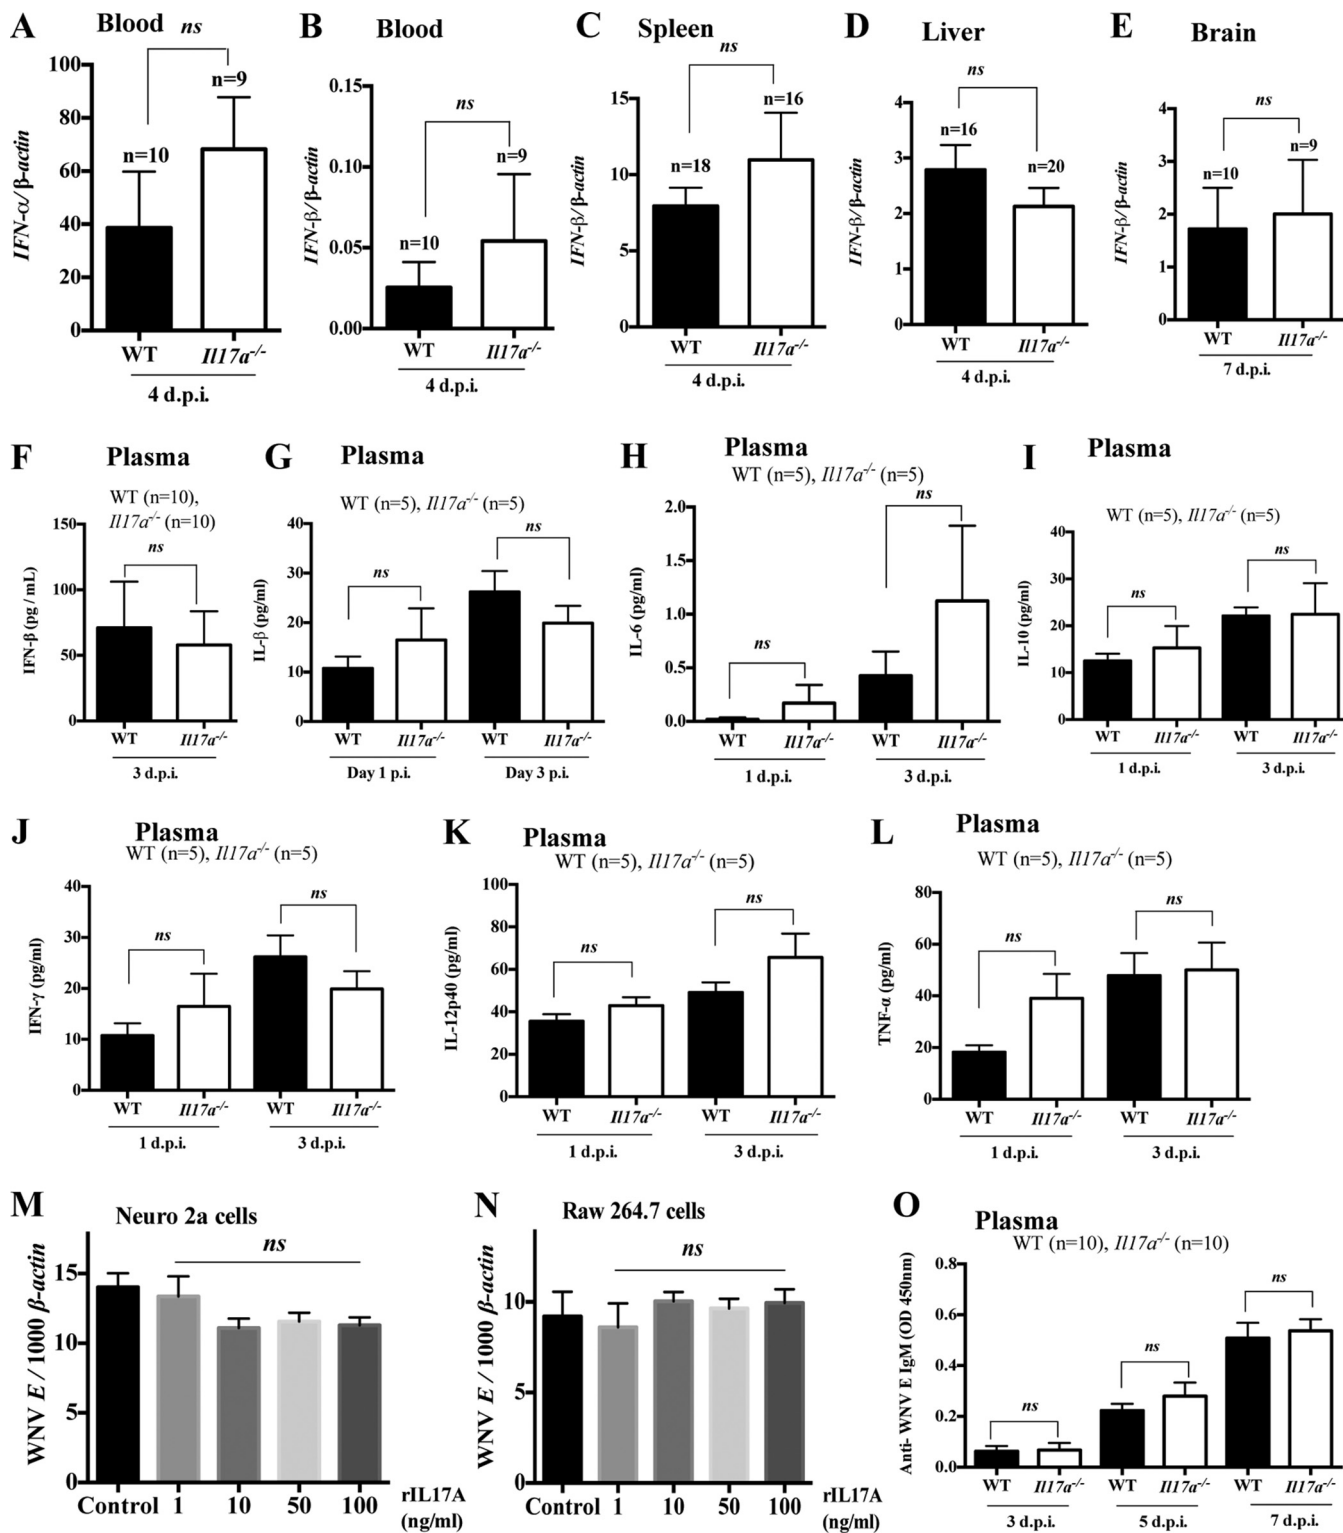 A Blood
ns
n=9
n=10
IFN-α/β-actin
100
80
60
40
20
0
WT Il17a-/-
4 d.p.i.
B Blood
ns
n=9
n=10
IFN-β/β-actin
0.15
0.10
0.05
0.00
WT Il17a-/-
4 d.p.i.
C Spleen
ns
n=16
n=18
IFN-β/β-actin
15
10
5
0
WT Il17a-/-
4 d.p.i.
D Liver
ns
n=16
n=20
IFN-β/β-actin
4
3
2
1
0
WT Il17a-/-
4 d.p.i.
E Brain
ns
n=9
n=10
IFN-β/β-actin
4
3
2
1
0
WT Il17a-/-
7 d.p.i.
F Plasma
WT (n=10),
Il17a-/- (n=10)
ns
IFN-β (pg / mL)
150
100
50
0
WT Il17a-/-
3 d.p.i.
G Plasma
WT (n=5), Il17a-/- (n=5)
ns
ns
IL-β (pg/ml)
40
30
20
10
0
WT Il17a-/- WT Il17a-/-
Day 1 p.i. Day 3 p.i.
H Plasma
WT (n=5), Il17a-/- (n=5)
ns
ns
IL-6 (pg/ml)
2.0
1.5
1.0
0.5
0.0
WT Il17a-/- WT Il17a-/-
1 d.p.i. 3 d.p.i.
I Plasma
WT (n=5), Il17a-/- (n=5)
ns
ns
IL-10 (pg/ml)
40
30
20
10
0
WT Il17a-/- WT Il17a-/-
1 d.p.i. 3 d.p.i.
J Plasma
WT (n=5), Il17a-/- (n=5)
ns
ns
IFN-γ (pg/ml)
40
30
20
10
0
WT Il17a-/- WT Il17a-/-
1 d.p.i. 3 d.p.i.
K Plasma
WT (n=5), Il17a-/- (n=5)
ns
ns
IL-12p40 (pg/ml)
100
80
60
40
20
0
WT Il17a-/- WT Il17a-/-
1 d.p.i. 3 d.p.i.
L Plasma
WT (n=5), Il17a-/- (n=5)
ns
ns
TNF-α (pg/ml)
80
60
40
20
0
WT Il17a-/- WT Il17a-/-
1 d.p.i. 3 d.p.i.
M Neuro 2a cells
ns
WNV E / 1000 β-actin
15
10
5
0
Control 1 10 50 100 rIL17A
(ng/ml)
N Raw 264.7 cells
ns
WNV E / 1000 β-actin
10
5
0
Control 1 10 50 100 rIL17A
(ng/ml)
O Plasma
WT (n=10), Il17a-/- (n=10)
ns
ns
ns
Anti- WNV E IgM (OD 450nm)
0.8
0.6
0.4
0.2
0.0
WT Il17a-/- WT Il17a-/- WT Il17a-/-
3 d.p.i. 5 d.p.i. 7 d.p.i.